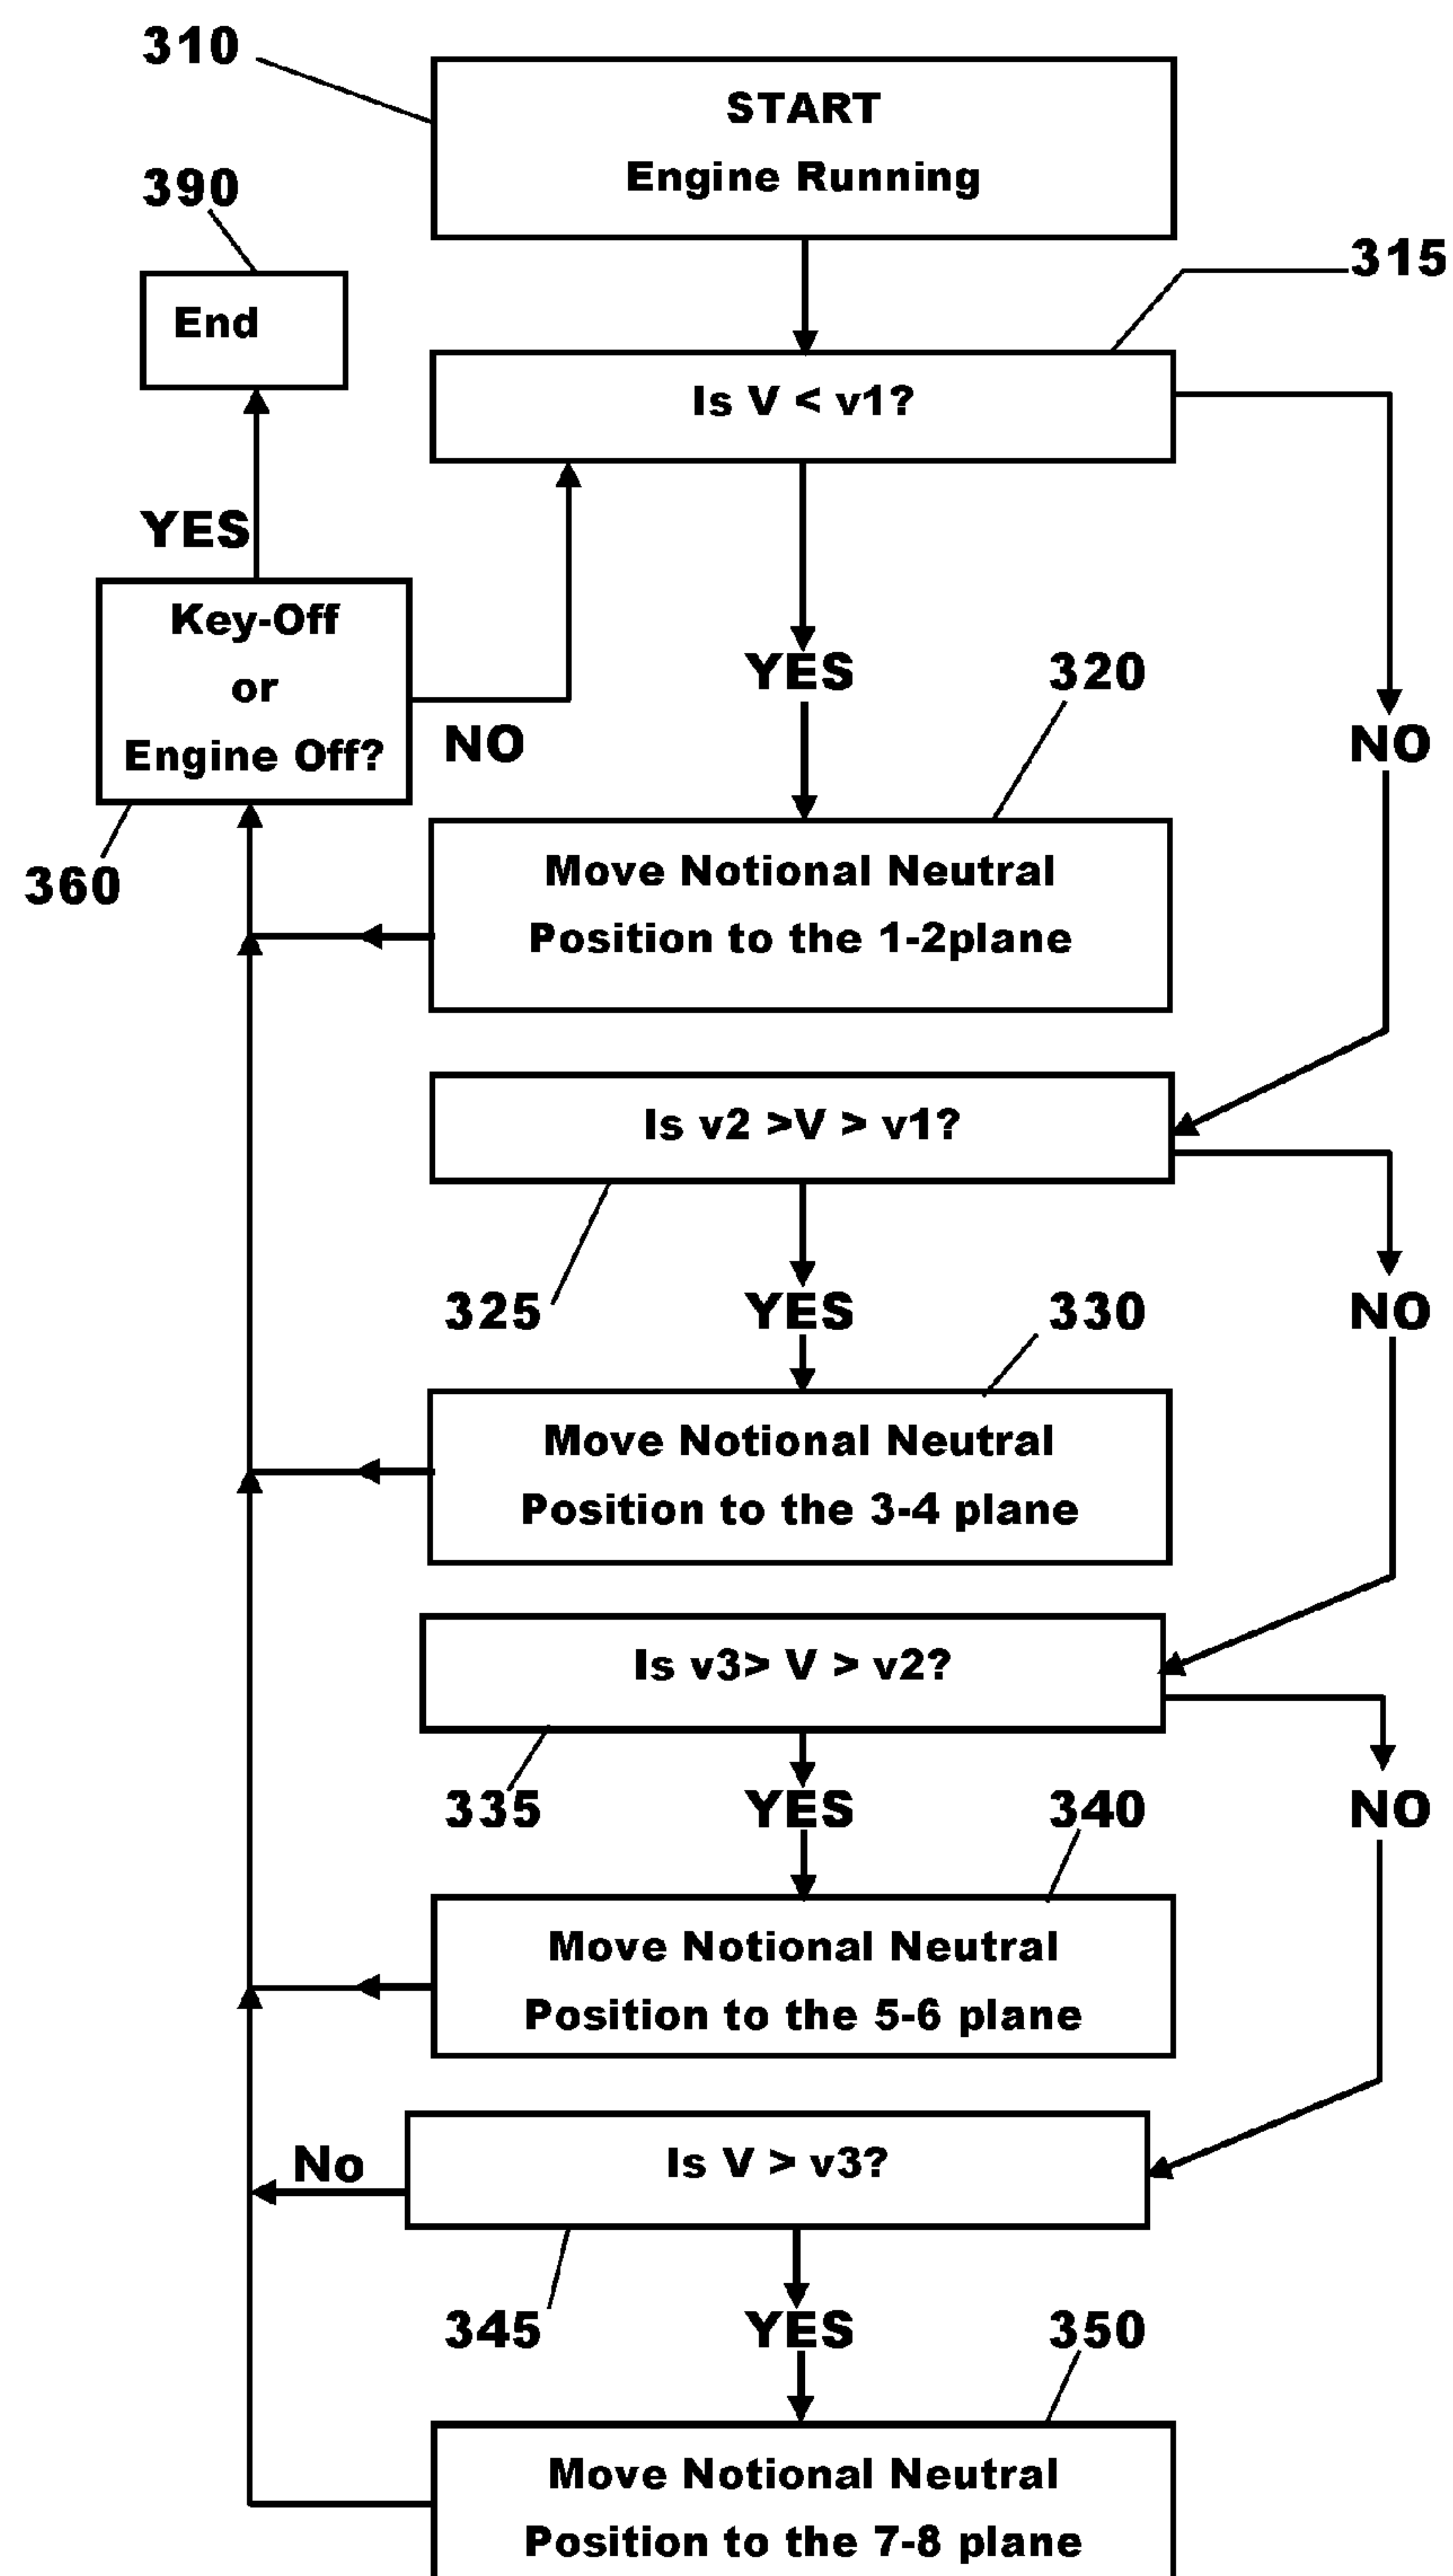 310
START
Engine Running
390
315
End
Is V < v1?
YES
Key-Off
or
Engine Off?
NO
YES
320
NO
360
Move Notional Neutral
Position to the 1-2plane
Is v2 >V > v1?
325
YES
330
NO
Move Notional Neutral
Position to the 3-4 plane
Is v3> V > v2?
335
YES
340
NO
Move Notional Neutral
Position to the 5-6 plane
No
Is V > v3?
345
YES
350
Move Notional Neutral
Position to the 7-8 plane